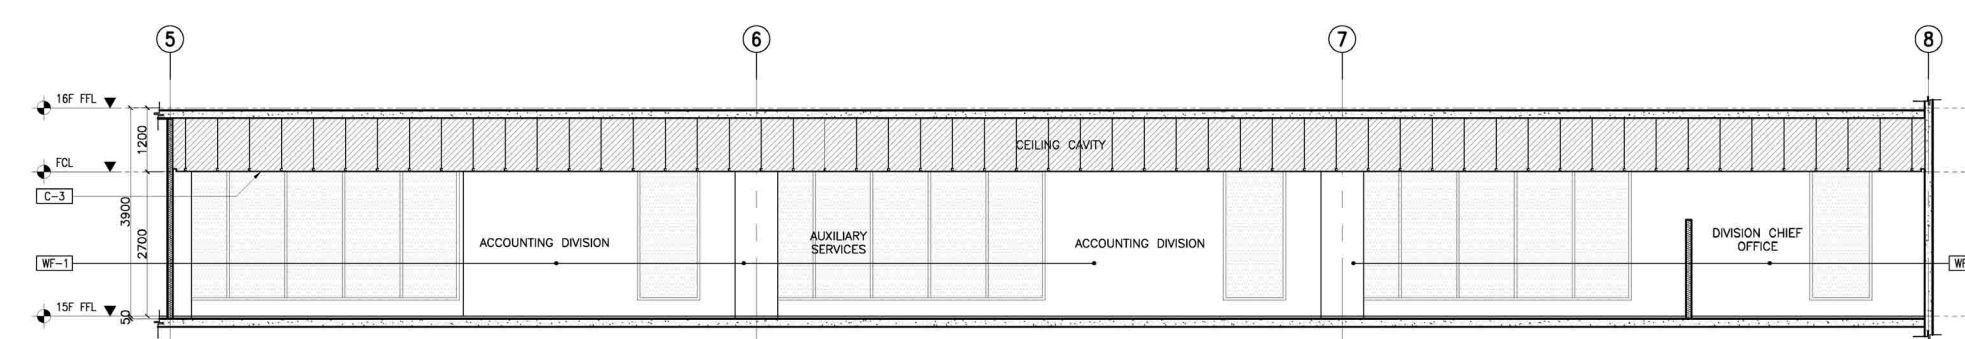 5
6
7
8
16F FFL
1200
CEILING CAVITY
FCL
C-3
3900
2700
ACCOUNTING DIVISION
AUXILIARY
SERVICES
ACCOUNTING DIVISION
DIVISION CHIEF
OFFICE
WF-1
WF
15F FFL
50